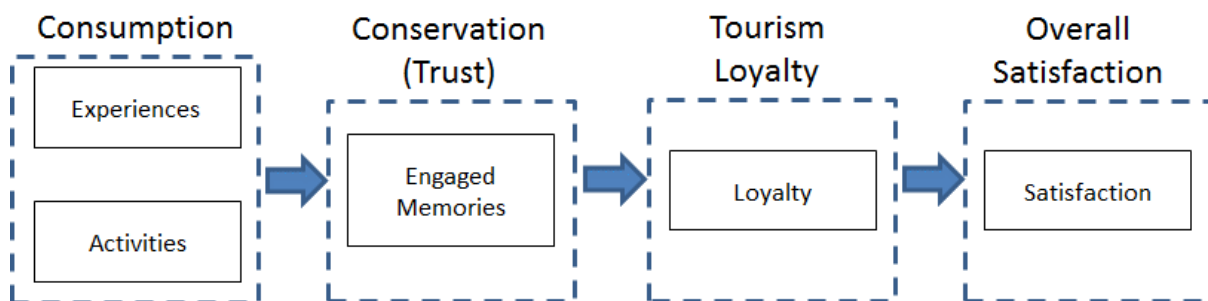 Consumption
Experiences
Activities
Conservation
(Trust)
Engaged
Memories
Tourism
Loyalty
Loyalty
Overall
Satisfaction
Satisfaction